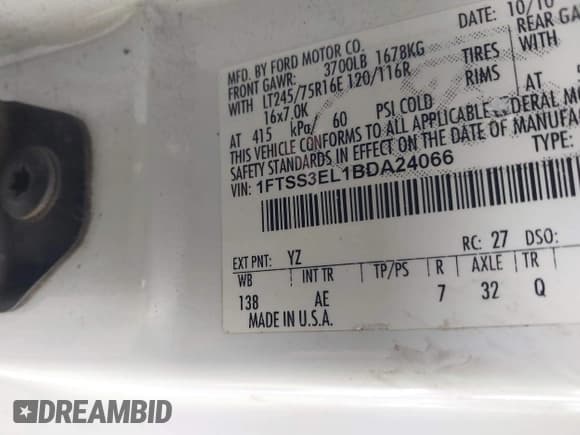 DATE: 10/10
MFD. BY FORD MOTOR CO.
FRONT GAWR: 3700LB 1678KG
REAR GA
WITH LT245/75R16E 120/116R TIRES
WITH
16x7.0K RIMS
AT 415 kPa/ 60 PSI COLD
AT
THIS VEHICLE CONFORMS TO ALL APPLICABLE
SAFETY STANDARDS IN EFFECT ON THE DATE OF MANUFA
VIN: 1FTSS3EL1BDA24066
TYPE:
EXT PNT: YZ RC: 27 DSO:
WB INT TR TP/PS R AXLE TR
138 AE 7 32 Q
MADE IN U.S.A.
DREAMBID